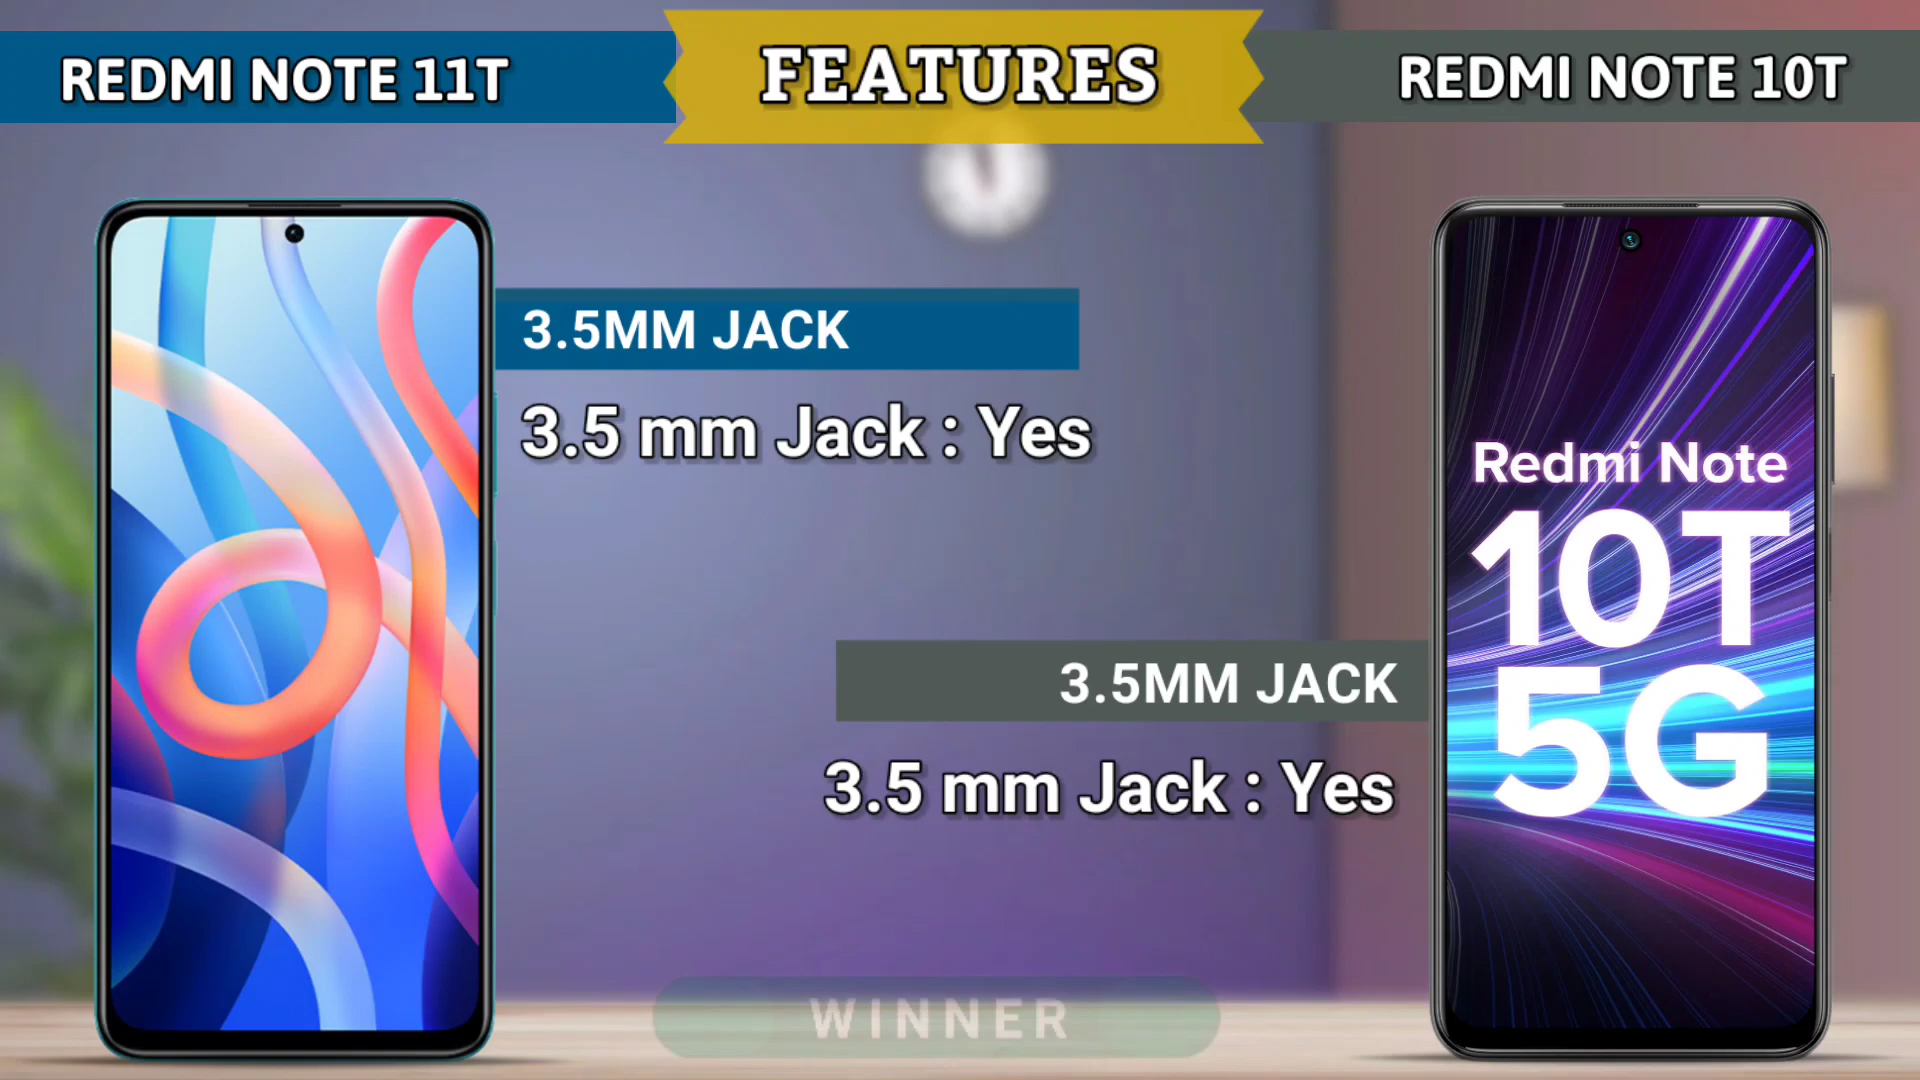 REDMI NOTE 11T
FEATURES
REDMI NOTE 10T
3.5MM JACK
3.5 mm Jack : Yes
Redmi Note
10T
5G
3.5MM JACK
3.5 mm Jack : Yes
WINNER